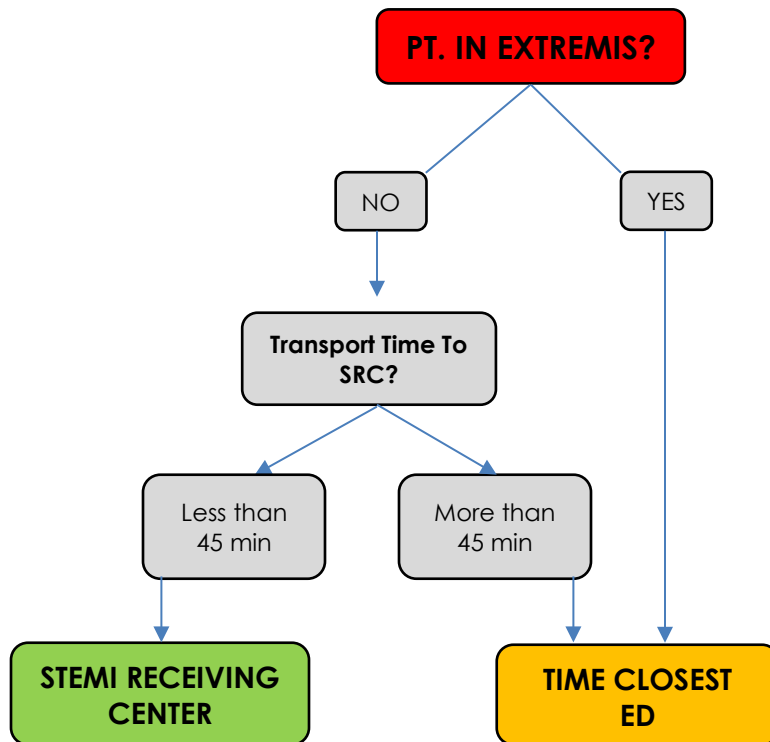 PT. IN EXTREMIS?
NO
YES
Transport Time To
SRC?
Less than
45 min
More than
45 min
STEMI RECEIVING
CENTER
TIME CLOSEST
ED